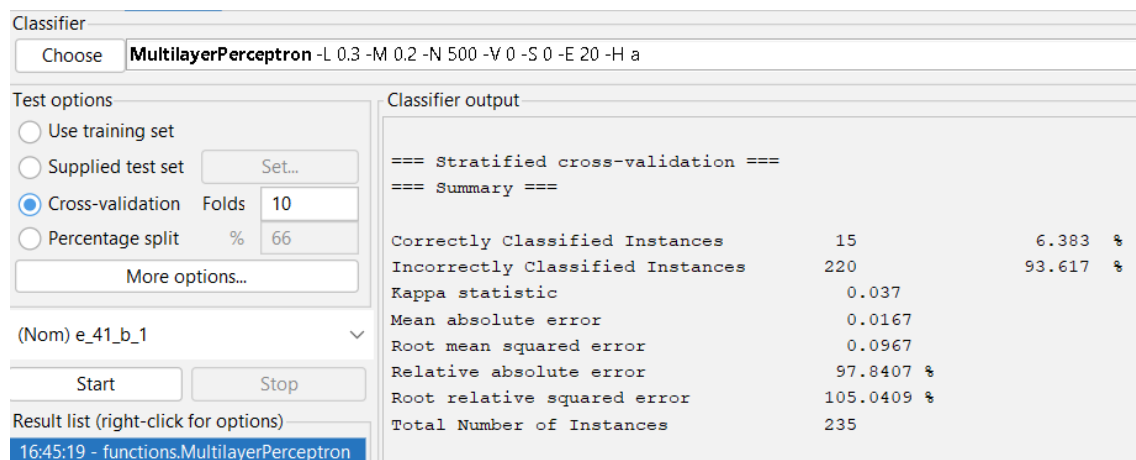 Classifier
Choose MultilayerPerceptron -L 0.3 -M 0.2 -N 500 -V 0 -S 0 -E 20 -H a
Test options
Use training set
Supplied test set Set...
Cross-validation Folds 10
Percentage split % 66
More options...
(Nom) e_41_b_1
Start Stop
Result list (right-click for options)
16:45:19 - functions.MultilayerPerceptron
Classifier output
=== Stratified cross-validation ===
=== Summary ===
Correctly Classified Instances 15 6.383 %
Incorrectly Classified Instances 220 93.617 %
Kappa statistic 0.037
Mean absolute error 0.0167
Root mean squared error 0.0967
Relative absolute error 97.8407 %
Root relative squared error 105.0409 %
Total Number of Instances 235